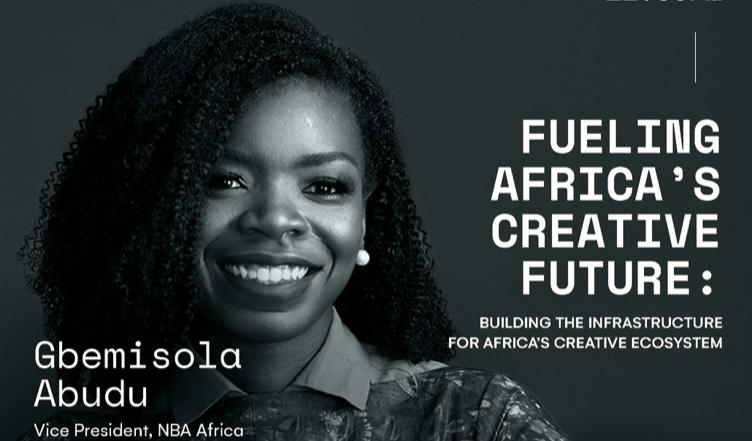 FUELING
AFRICA'S
CREATIVE
FUTURE:
BUILDING THE INFRASTRUCTURE
FOR AFRICA'S CREATIVE ECOSYSTEM
Gbemisola
Abudu
Vice President, NBA Africa